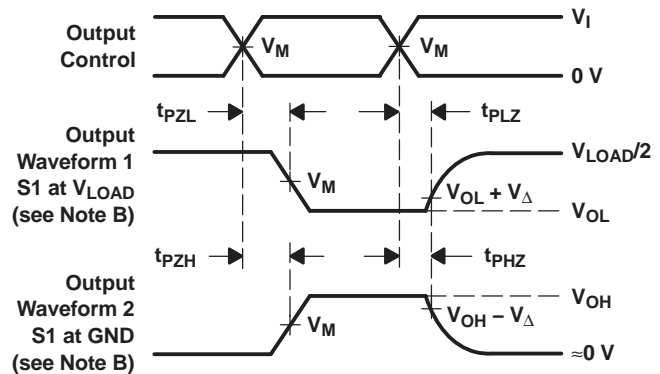 Output
Control
V_M
V_M
V_I
0 V
t_PZL
t_PLZ
Output
Waveform 1
S1 at V_LOAD
(see Note B)
V_M
V_LOAD/2
V_OL + V_Δ
V_OL
t_PZH
t_PHZ
Output
Waveform 2
S1 at GND
(see Note B)
V_M
V_OH
V_OH − V_Δ
≈0 V